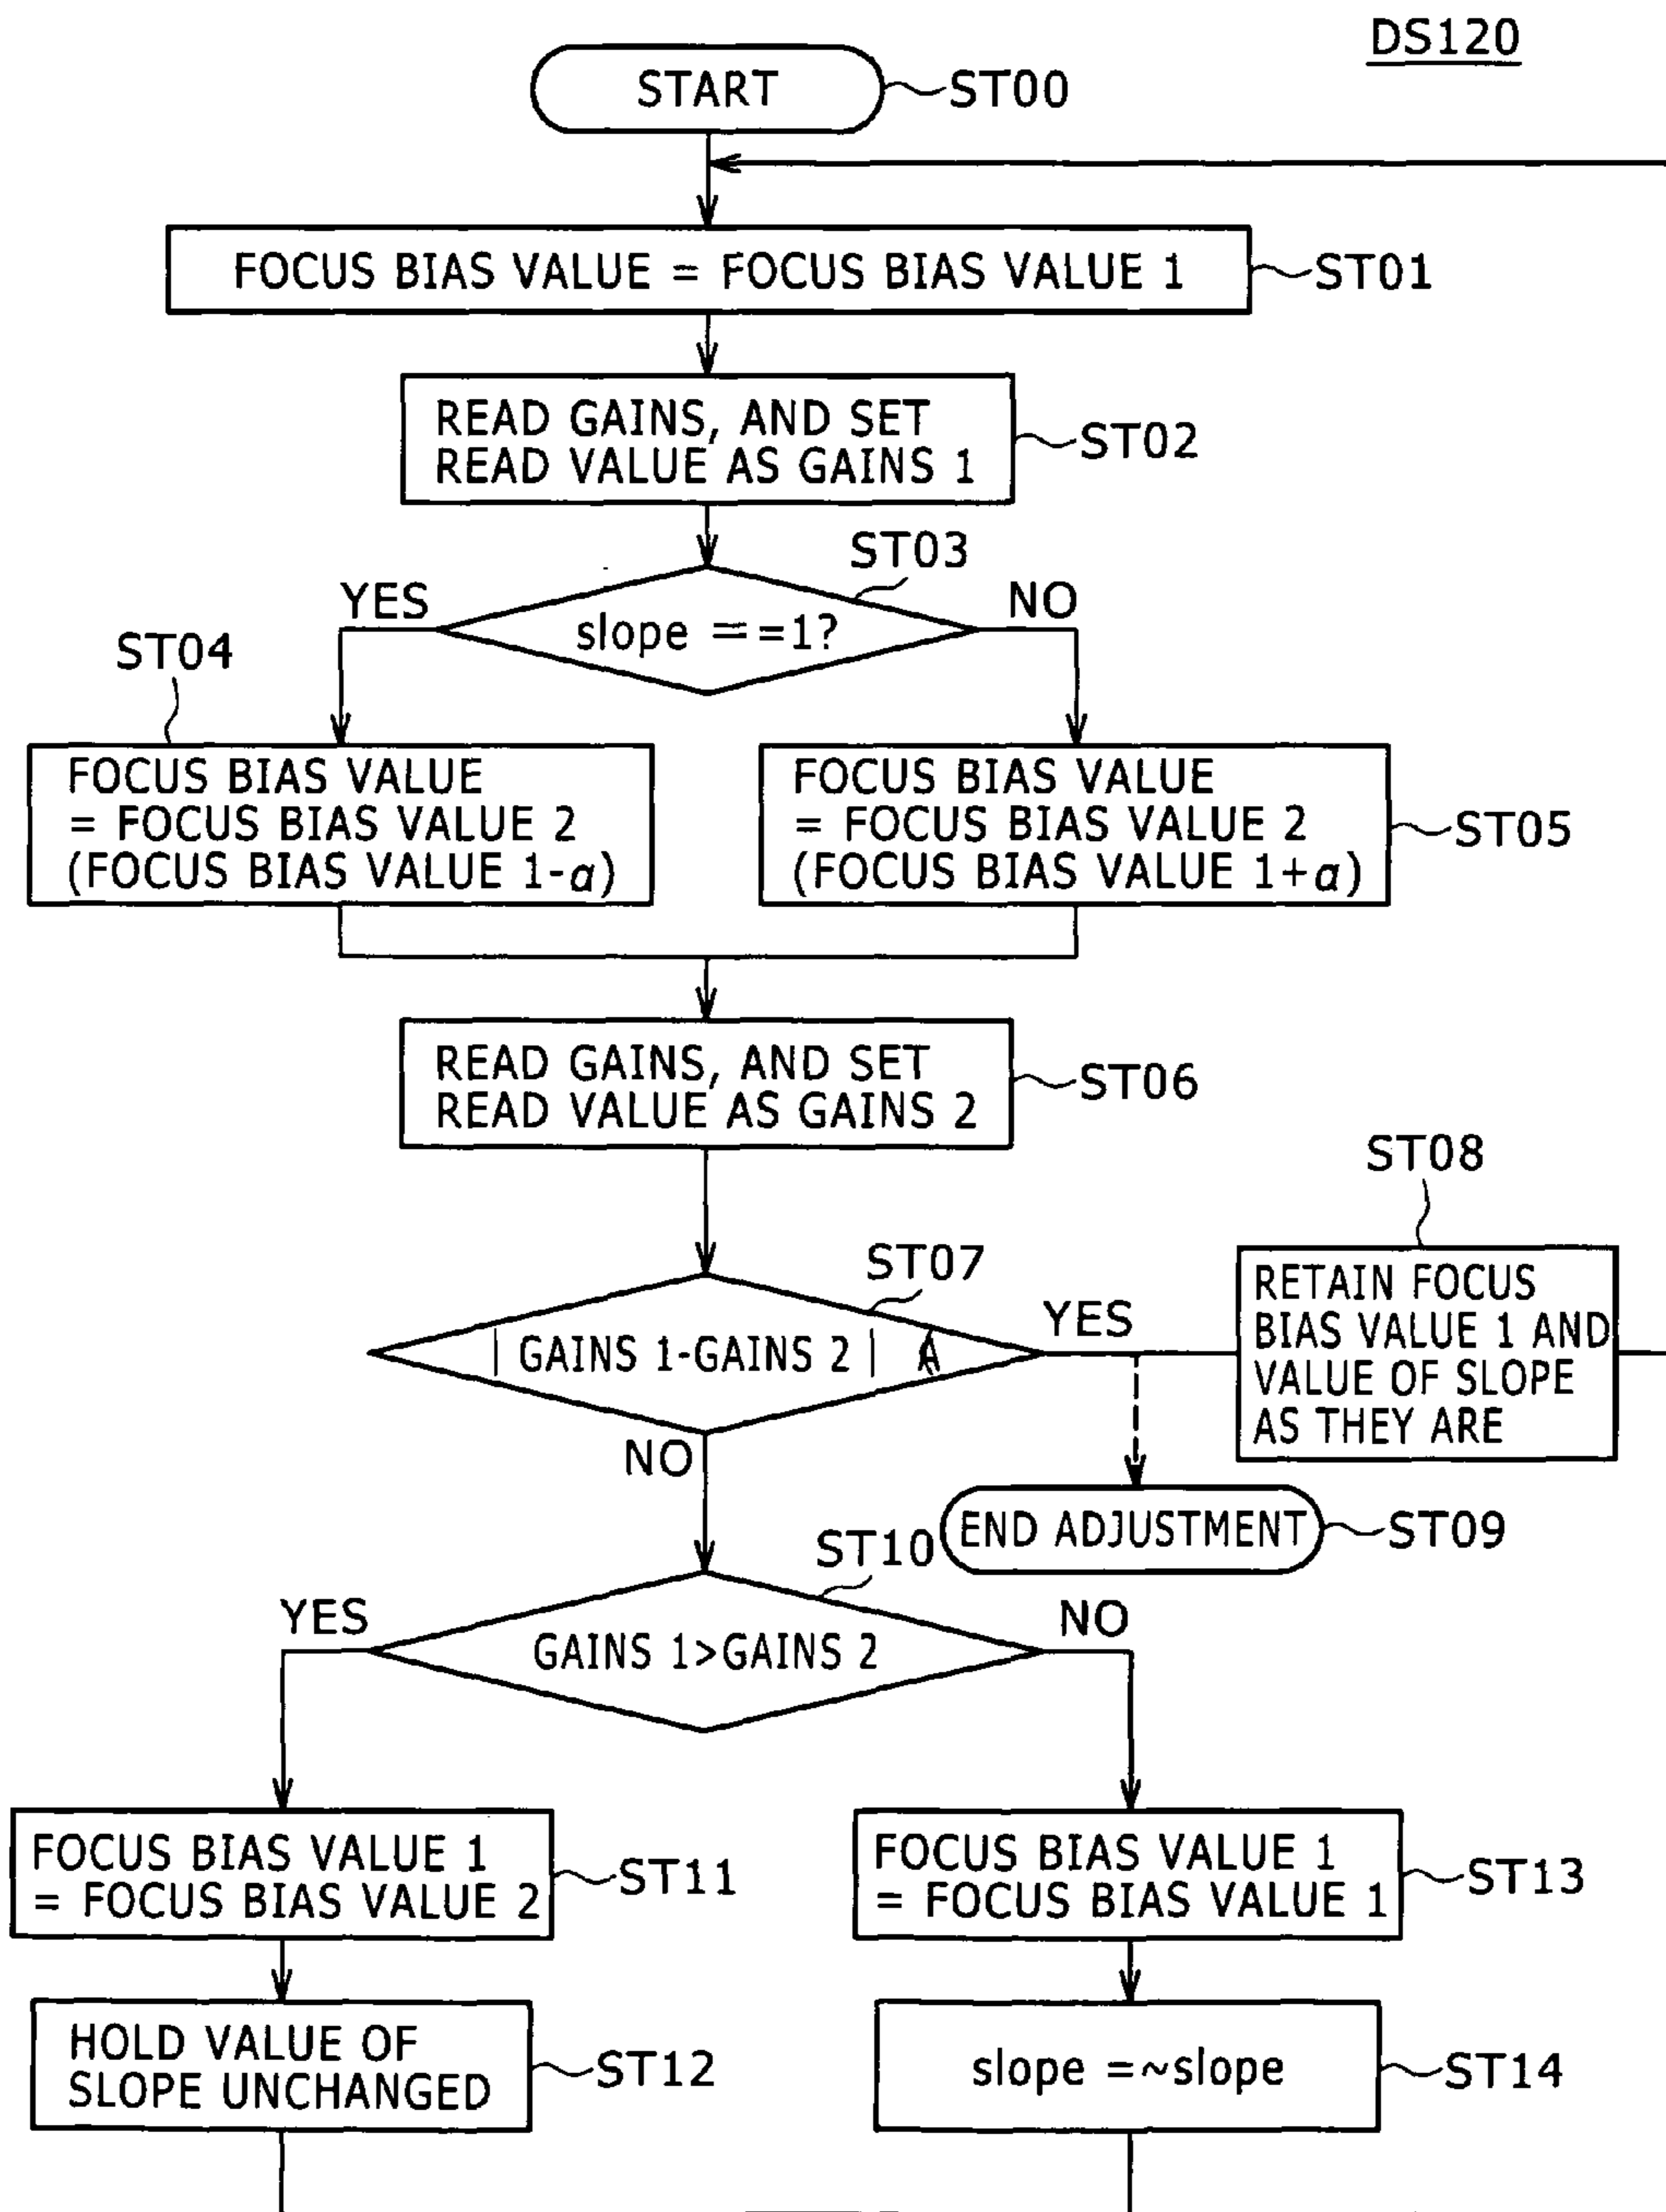 DS120
START
ST00
FOCUS BIAS VALUE = FOCUS BIAS VALUE 1
ST01
READ GAINS, AND SET
READ VALUE AS GAINS 1
ST02
ST03
YES
NO
slope ==1?
ST04
FOCUS BIAS VALUE
= FOCUS BIAS VALUE 2
(FOCUS BIAS VALUE 1-α)
FOCUS BIAS VALUE
= FOCUS BIAS VALUE 2
(FOCUS BIAS VALUE 1+α)
ST05
READ GAINS, AND SET
READ VALUE AS GAINS 2
ST06
ST07
| GAINS 1-GAINS 2 |
YES
NO
ST08
RETAIN FOCUS
BIAS VALUE 1 AND
VALUE OF SLOPE
AS THEY ARE
END ADJUSTMENT
ST09
ST10
YES
NO
GAINS 1>GAINS 2
FOCUS BIAS VALUE 1
= FOCUS BIAS VALUE 2
ST11
FOCUS BIAS VALUE 1
= FOCUS BIAS VALUE 1
ST13
HOLD VALUE OF
SLOPE UNCHANGED
ST12
slope =~slope
ST14